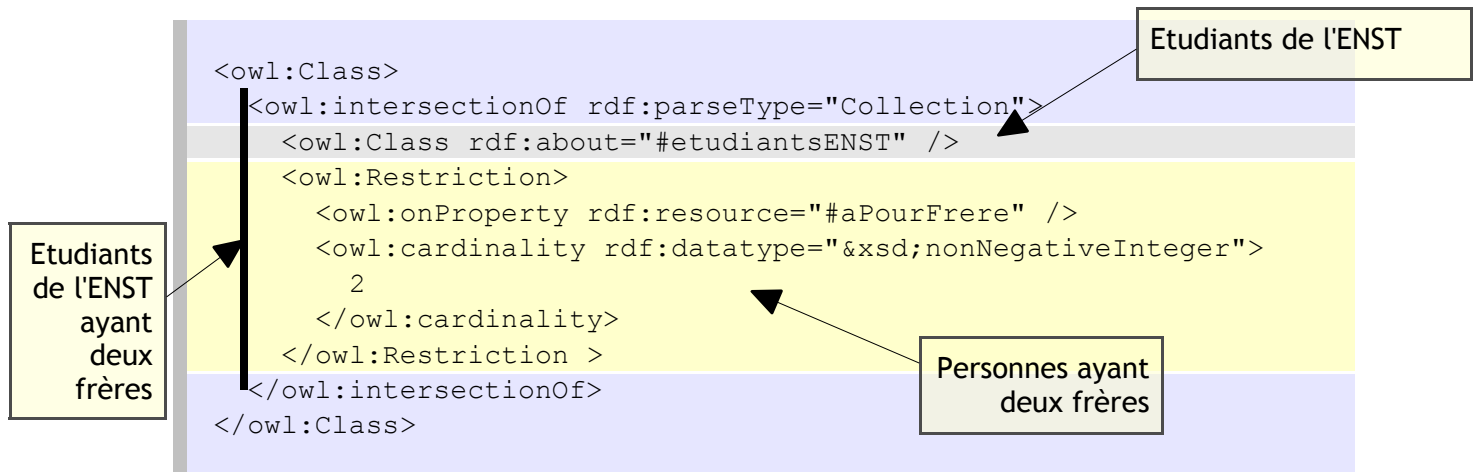 Etudiants de l'ENST
<owl:Class>
<owl:intersectionOf rdf:parseType="Collection">
<owl:Class rdf:about="#etudiantsENST" />
<owl:Restriction>
<owl:onProperty rdf:resource="#aPourFrere" />
<owl:cardinality rdf:datatype="&xsd;nonNegativeInteger">
2
</owl:cardinality>
</owl:Restriction >
</owl:intersectionOf>
</owl:Class>
Etudiants
de l'ENST
ayant
deux
frères
Personnes ayant
deux frères